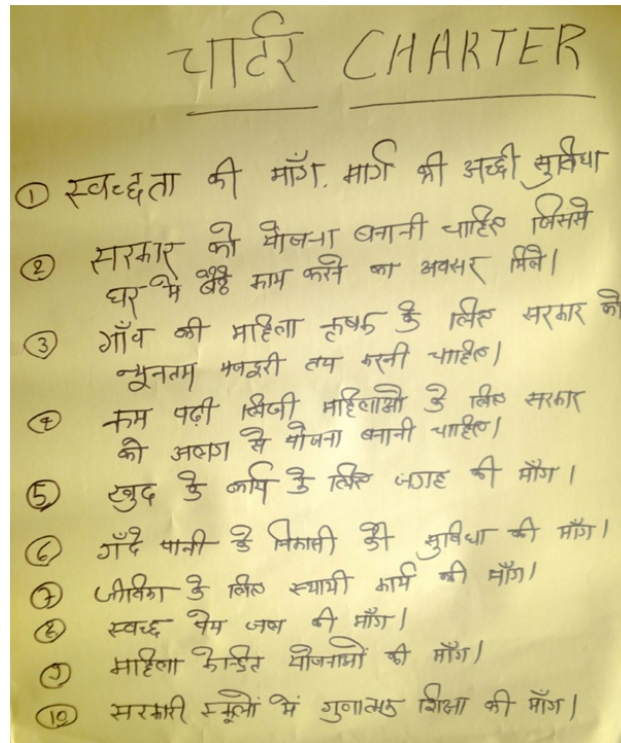 चार्टर CHARTER
① स्वच्छता की माँग, मार्ग की अच्छी सुविधा
② सरकार को योजना बनानी चाहिए जिससे
घर मे बैठे काम करने का अवसर मिले।
③ गाँव की महिला कृषक के लिए सरकार को
न्यूनतम मजदूरी तय करनी चाहिए।
④ कम पढ़ी लिखी महिलाओ के लिए सरकार
को अलग से योजना बनानी चाहिए।
⑤ खुद के कार्य के लिए जगह की माँग।
⑥ गँदे पानी के निकासी की सुविधा की माँग।
⑦ जीविका के लिए स्थायी कार्य की माँग।
⑧ स्वच्छ पेय जल की माँग।
⑨ महिला केन्द्रित योजनाओं की माँग।
⑩ सरकारी स्कूलों में गुणात्मक शिक्षा की माँग।